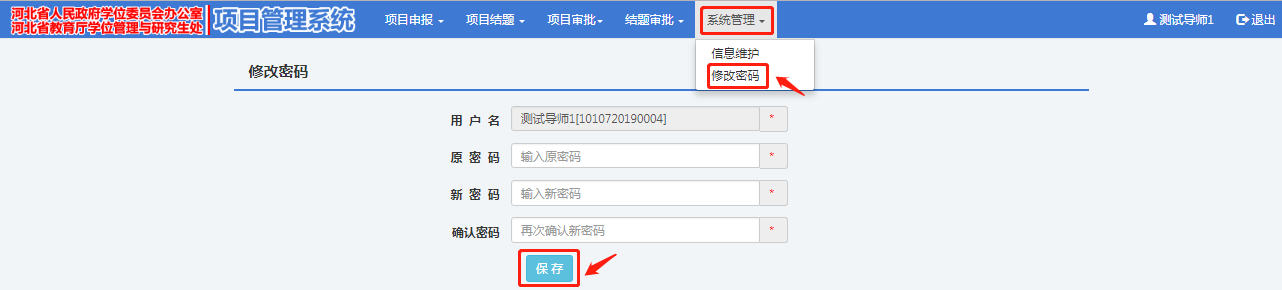 河北省人民政府学位委员会办公室
河北省教育厅学位管理与研究生处
项目管理系统
项目申报 项目结题 项目审批 结题审批 系统管理 测试导师1 退出
信息维护
修改密码
修改密码
用 户 名 测试导师1[1010720190004] *
原 密 码 输入原密码 *
新 密 码 输入新密码 *
确认密码 再次确认新密码 *
保存